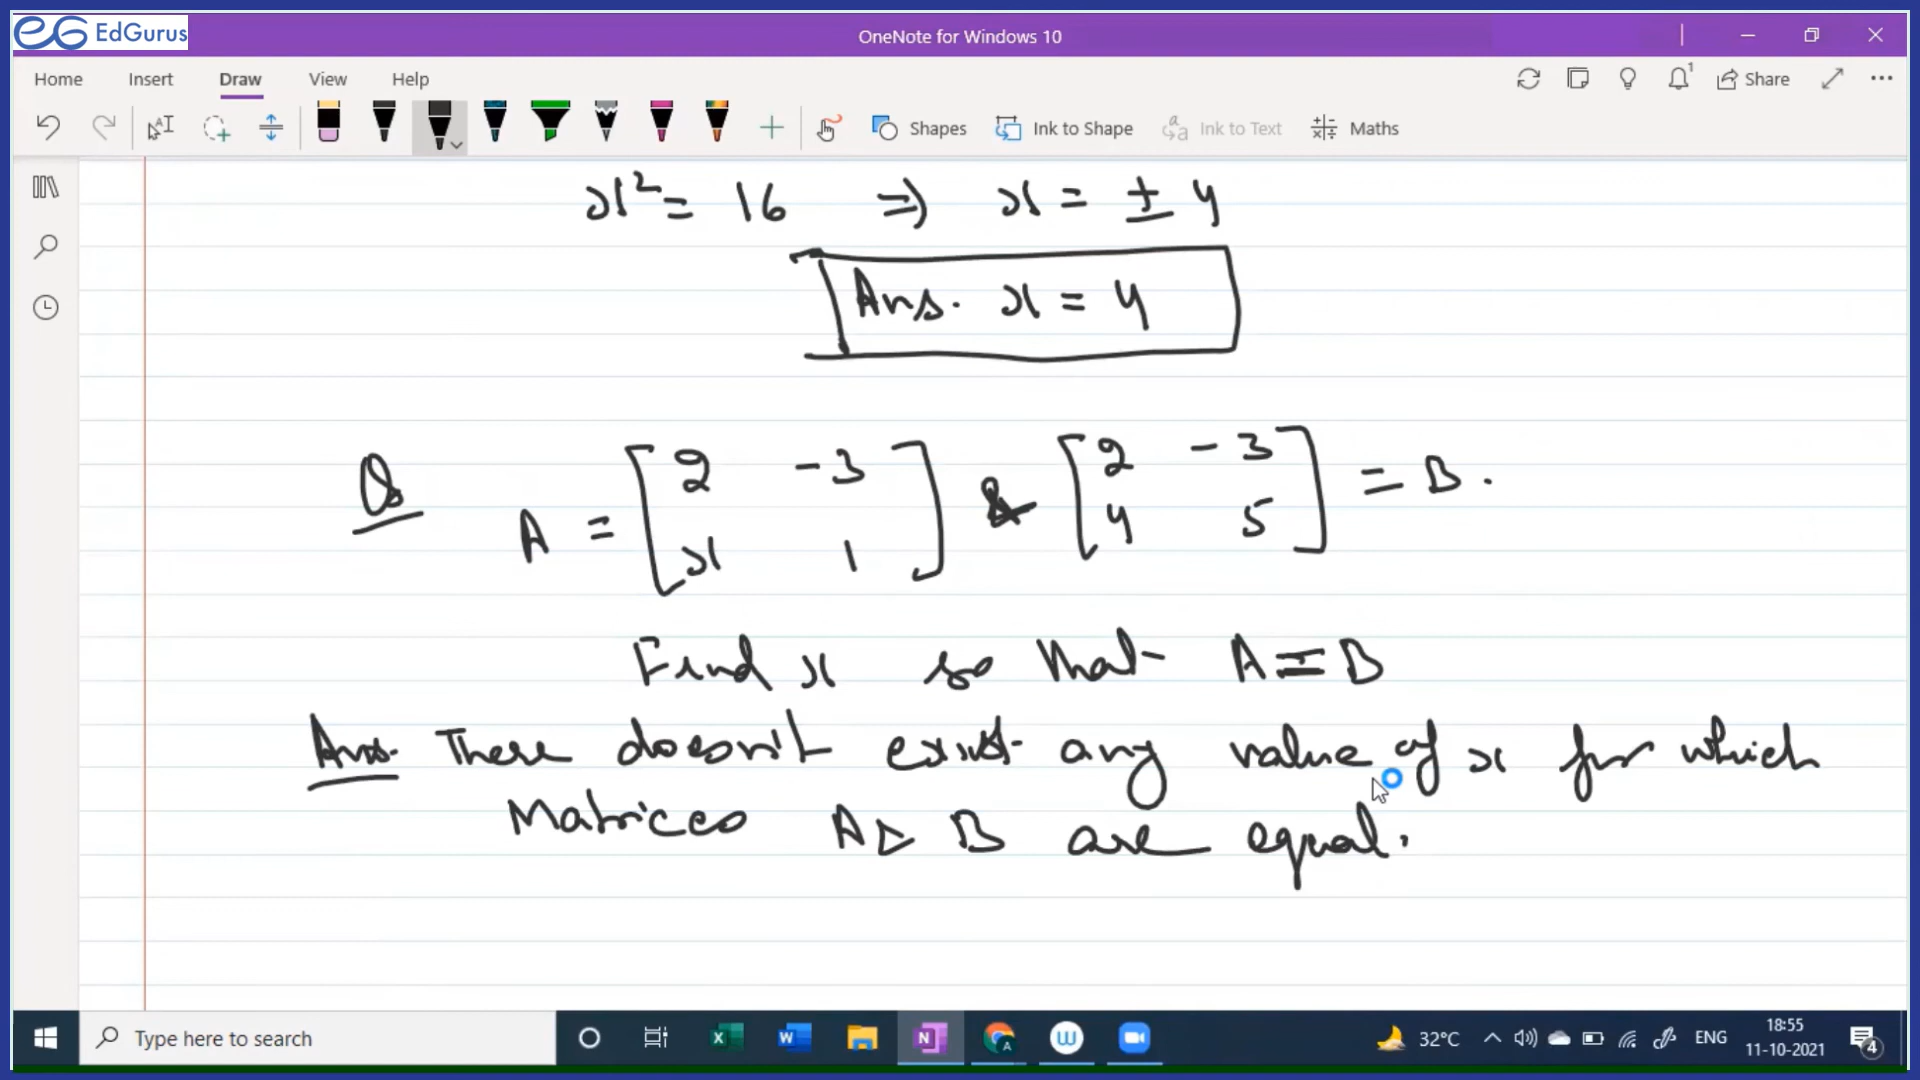 EdGurus
OneNote for Windows 10
Home Insert Draw View Help Share
Shapes Ink to Shape Ink to Text Maths
x² = 16 ⇒ x = ± 4
Ans. x = 4
Q A = [2 -3; x 1] & [2 -3; 4 5] = B.
Find x so that A = B
Ans. There doesn't exist any value of x for which
Matrices A & B are equal.
Type here to search 32°C ENG 18:55 11-10-2021 4